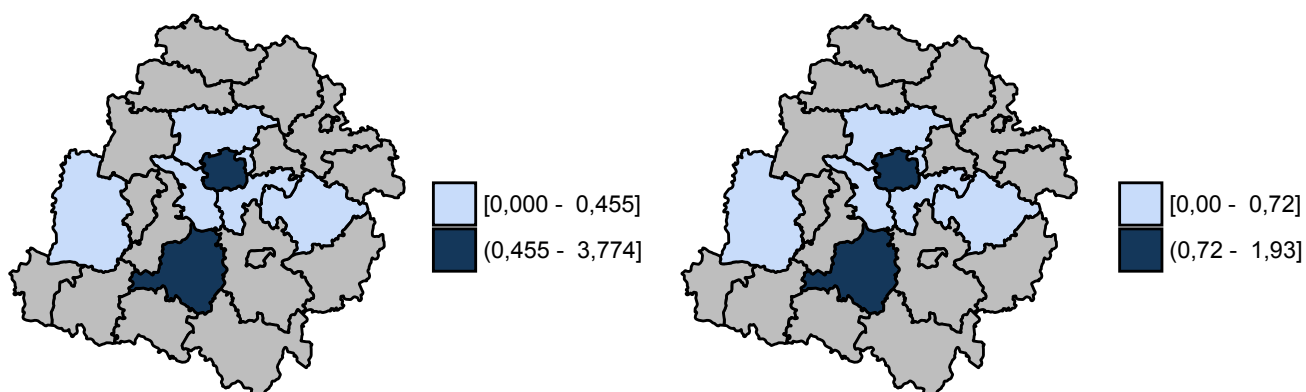 [0,000 - 0,455]
(0,455 - 3,774]
[0,00 - 0,72]
(0,72 - 1,93]